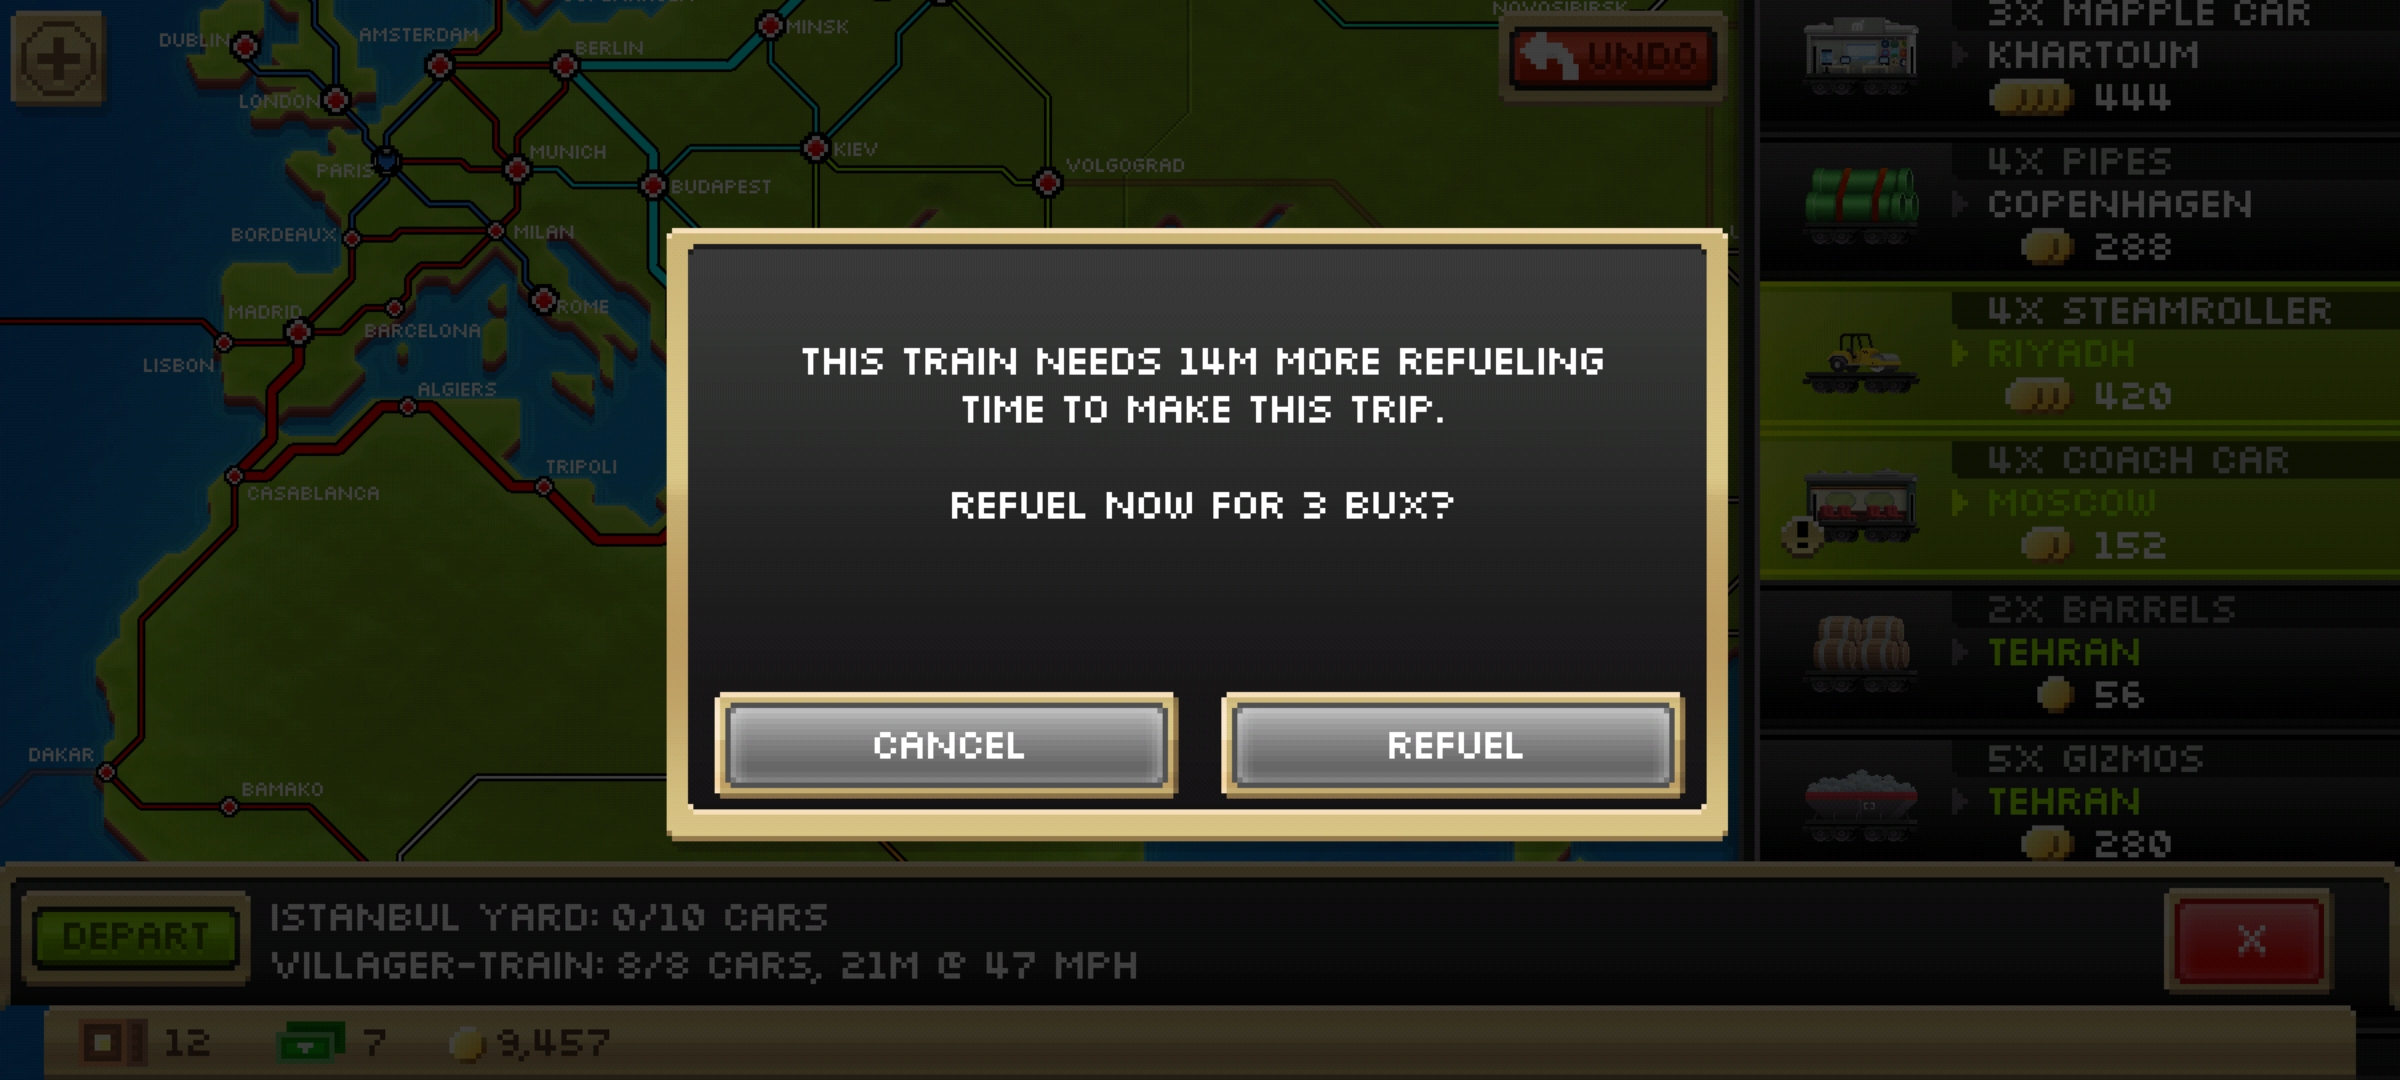 NOVOSIBIRSK
3X MAPPLE CAR
KHARTOUM
444
4X PIPES
COPENHAGEN
288
4X STEAMROLLER
RIYADH
420
4X COACH CAR
MOSCOW
152
2X BARRELS
TEHRAN
56
5X GIZMOS
TEHRAN
280
UNDO
DUBLIN
AMSTERDAM
BERLIN
MINSK
LONDON
PARIS
MUNICH
KIEV
VOLGOGRAD
BUDAPEST
BORDEAUX
MILAN
MADRID
ROME
BARCELONA
LISBON
ALGIERS
TRIPOLI
CASABLANCA
DAKAR
BAMAKO
THIS TRAIN NEEDS 14M MORE REFUELING
TIME TO MAKE THIS TRIP.
REFUEL NOW FOR 3 BUX?
CANCEL
REFUEL
DEPART
ISTANBUL YARD: 0/10 CARS
VILLAGER-TRAIN: 8/8 CARS, 21M @ 47 MPH
X
12
7
9,457